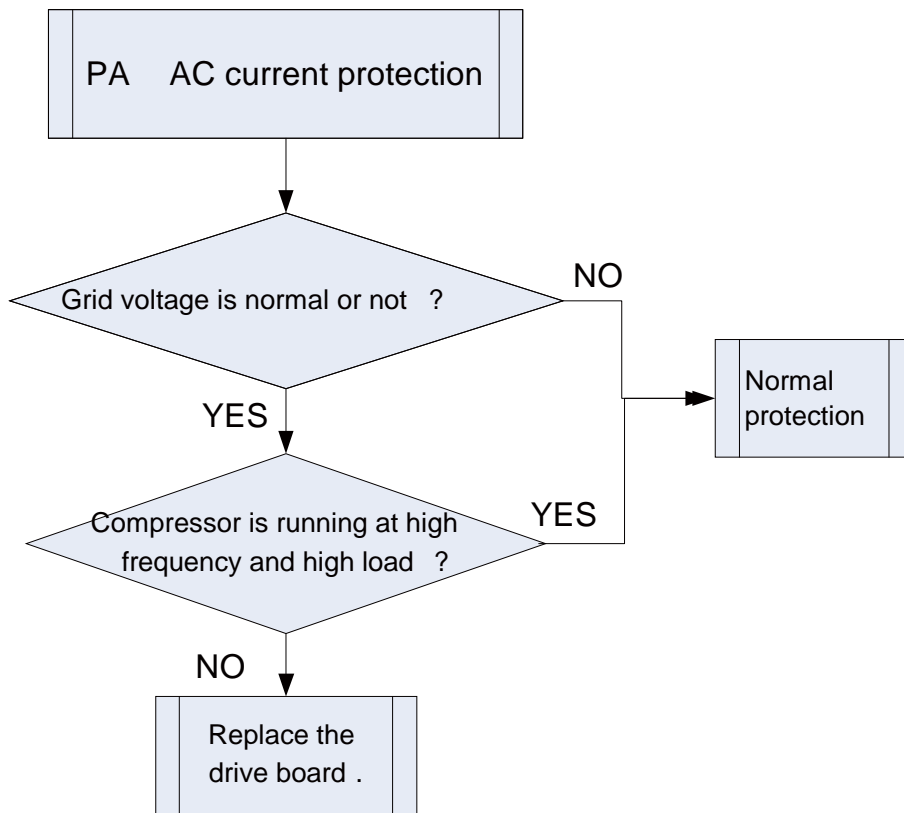 PA AC current protection
Grid voltage is normal or not ?
NO
Normal
protection
YES
Compressor is running at high
frequency and high load ?
YES
NO
Replace the
drive board .